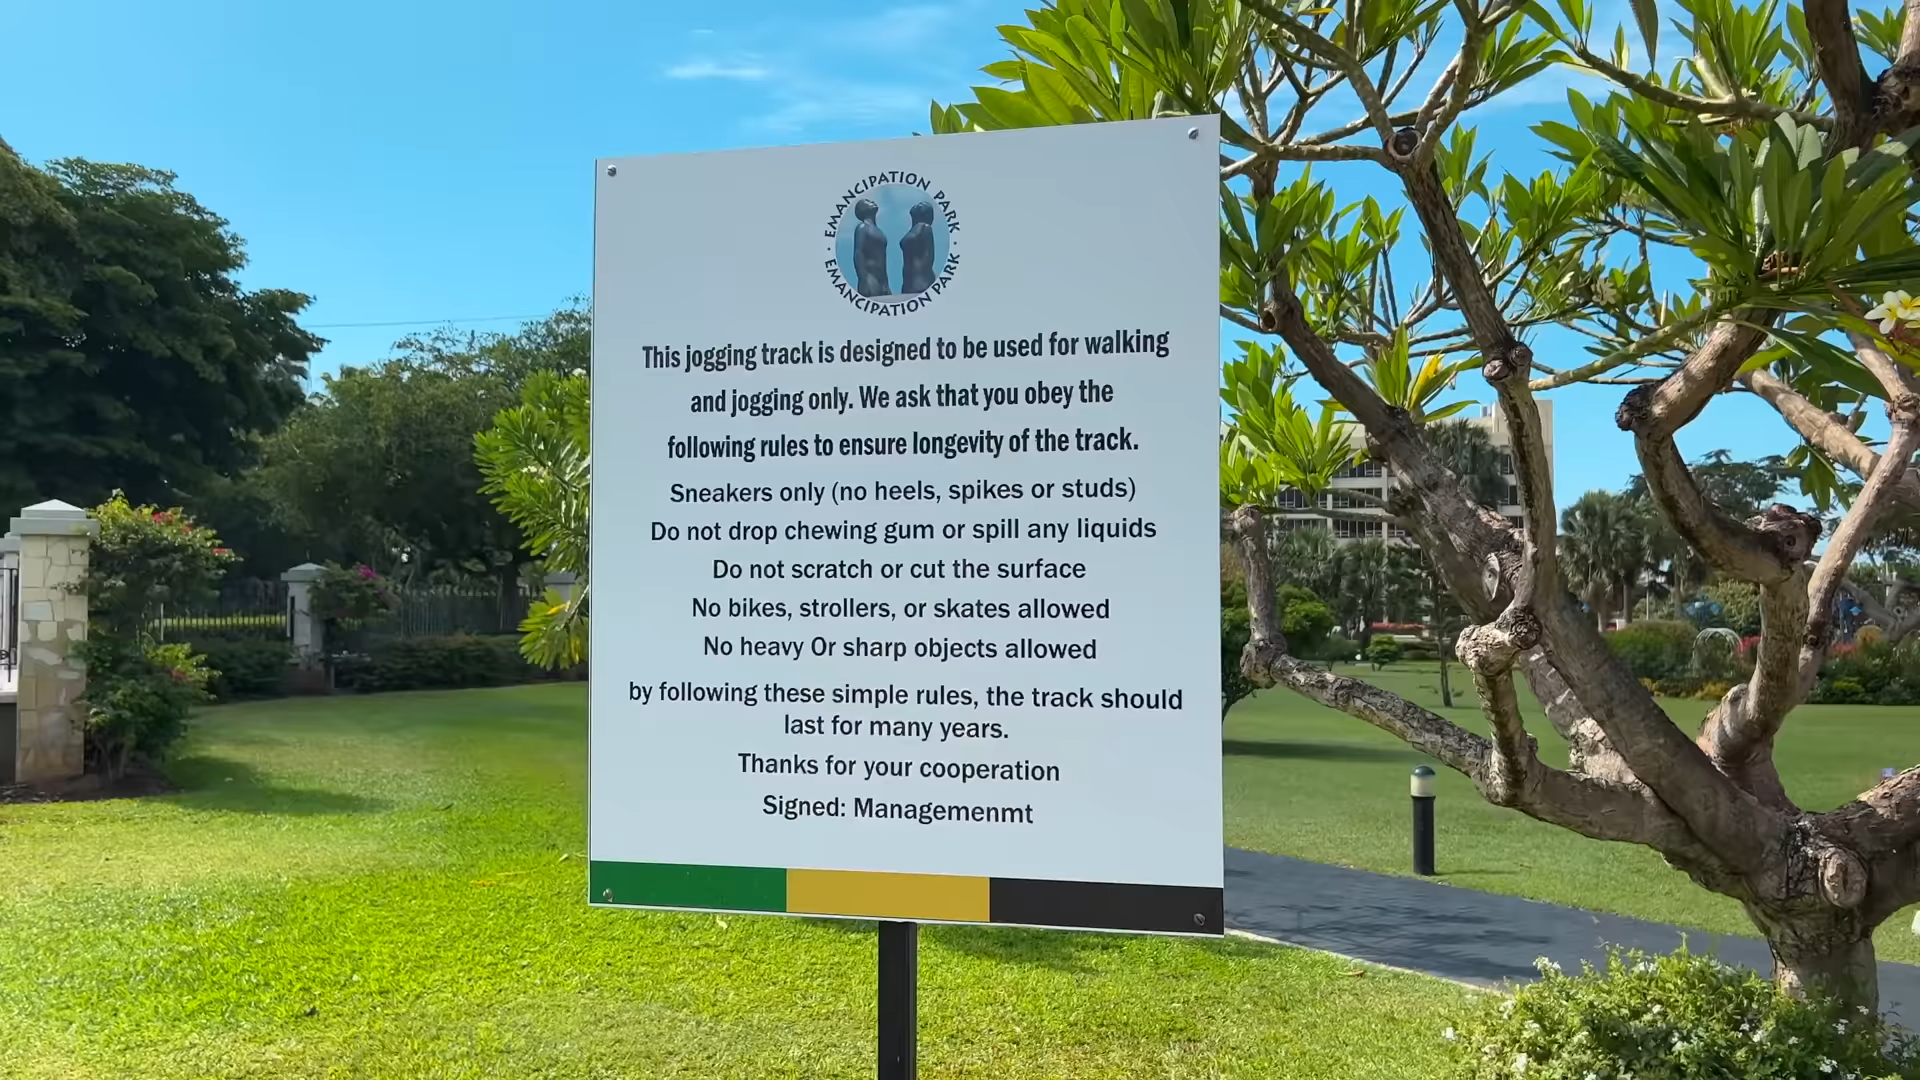 EMANCIPATION PARK
EMANCIPATION PARK
This jogging track is designed to be used for walking
and jogging only. We ask that you obey the
following rules to ensure longevity of the track.
Sneakers only (no heels, spikes or studs)
Do not drop chewing gum or spill any liquids
Do not scratch or cut the surface
No bikes, strollers, or skates allowed
No heavy Or sharp objects allowed
by following these simple rules, the track should
last for many years.
Thanks for your cooperation
Signed: Managemenmt